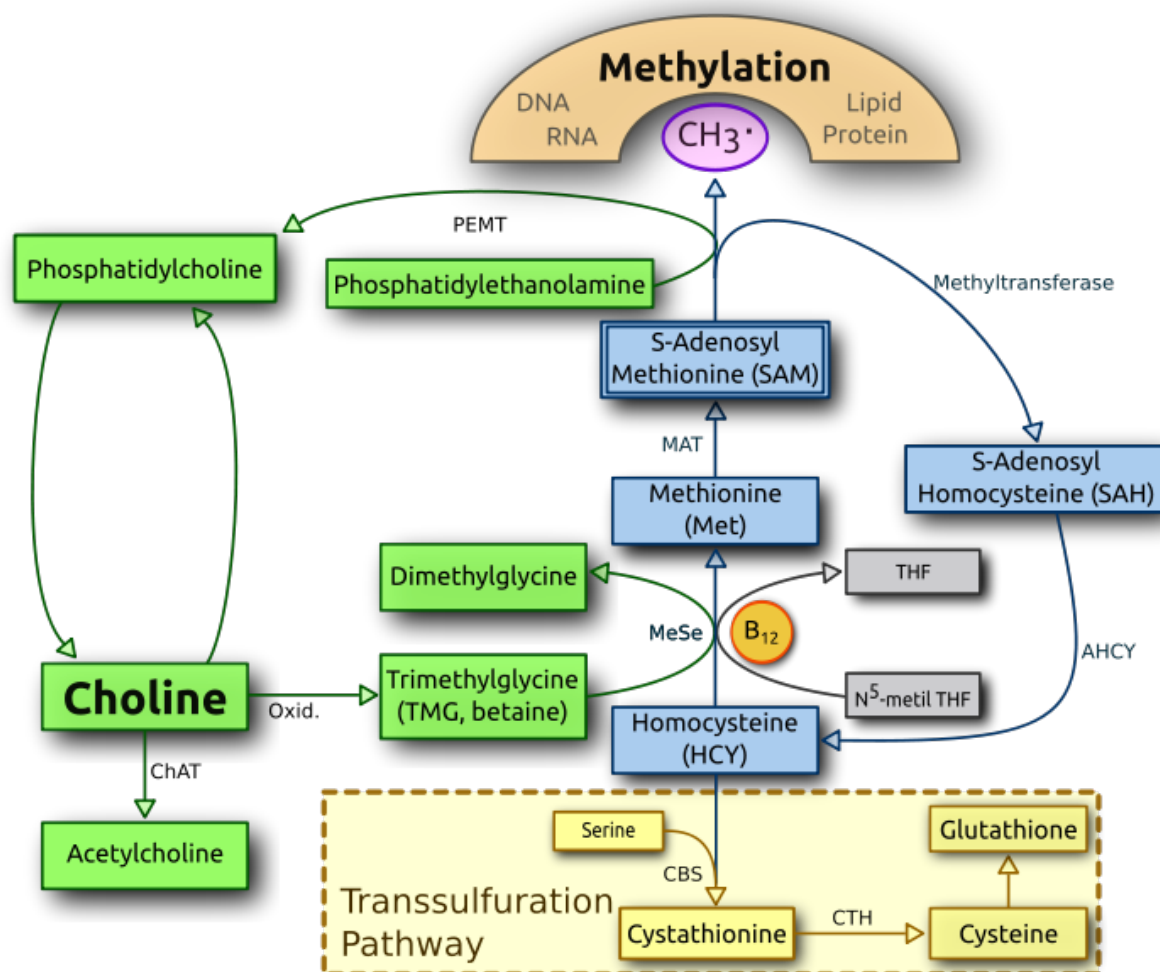 Methylation
DNA
RNA
Lipid
Protein
CH3·
PEMT
Phosphatidylcholine
Phosphatidylethanolamine
Methyltransferase
S-Adenosyl
Methionine (SAM)
MAT
S-Adenosyl
Homocysteine (SAH)
Methionine
(Met)
Dimethylglycine
THF
MeSe
B12
AHCY
Choline
Oxid.
Trimethylglycine
(TMG, betaine)
N5-metil THF
Homocysteine
(HCY)
ChAT
Acetylcholine
Serine
Glutathione
CBS
Transsulfuration
Pathway
Cystathionine
CTH
Cysteine